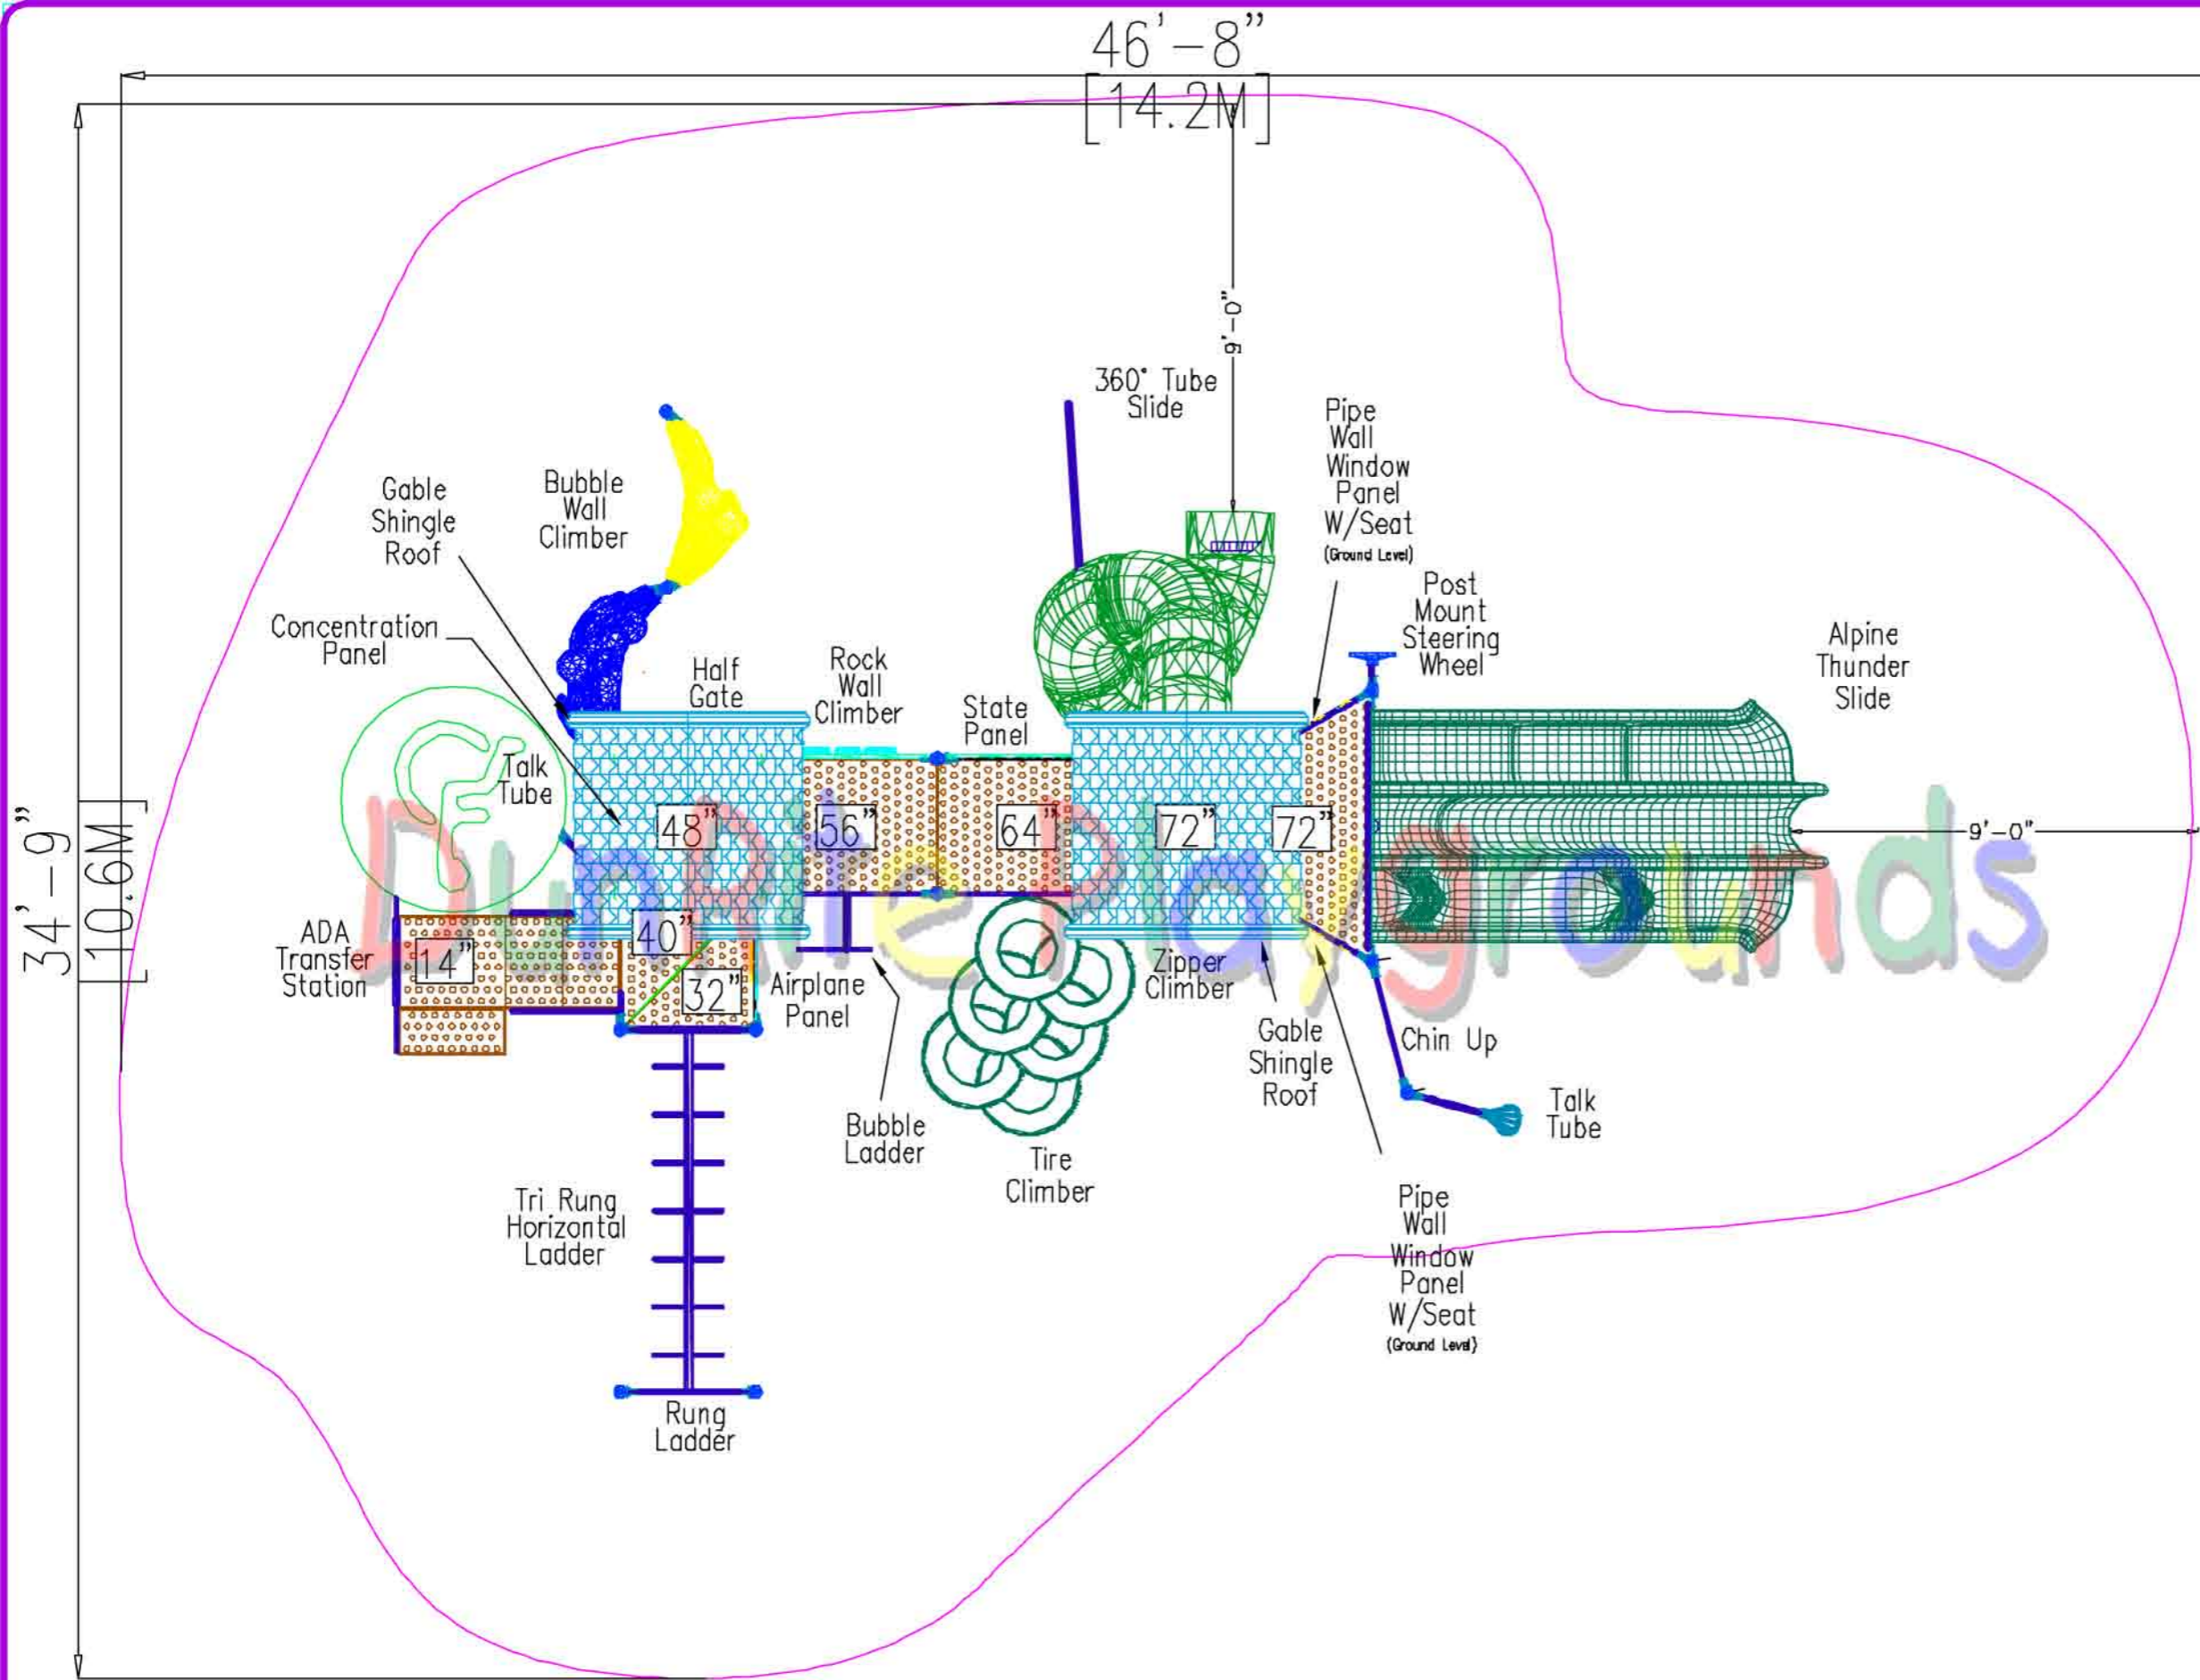 46'-8"
[14.2M]
34'-9"
[10.6M]
9'-0"
360° Tube
Slide
Pipe
Wall
Window
Panel
W/Seat
(Ground Level)
Gable
Shingle
Roof
Bubble
Wall
Climber
Post
Mount
Steering
Wheel
Concentration
Panel
Half
Gate
Rock
Wall
Climber
State
Panel
Alpine
Thunder
Slide
Talk
Tube
48"
56"
64"
72"
72"
9'-0"
DunRite Playgrounds
ADA
Transfer
Station
14"
40"
32"
Airplane
Panel
Zipper
Climber
Gable
Shingle
Roof
Chin Up
Talk
Tube
Bubble
Ladder
Tire
Climber
Tri Rung
Horizontal
Ladder
Pipe
Wall
Window
Panel
W/Seat
(Ground Level)
Rung
Ladder